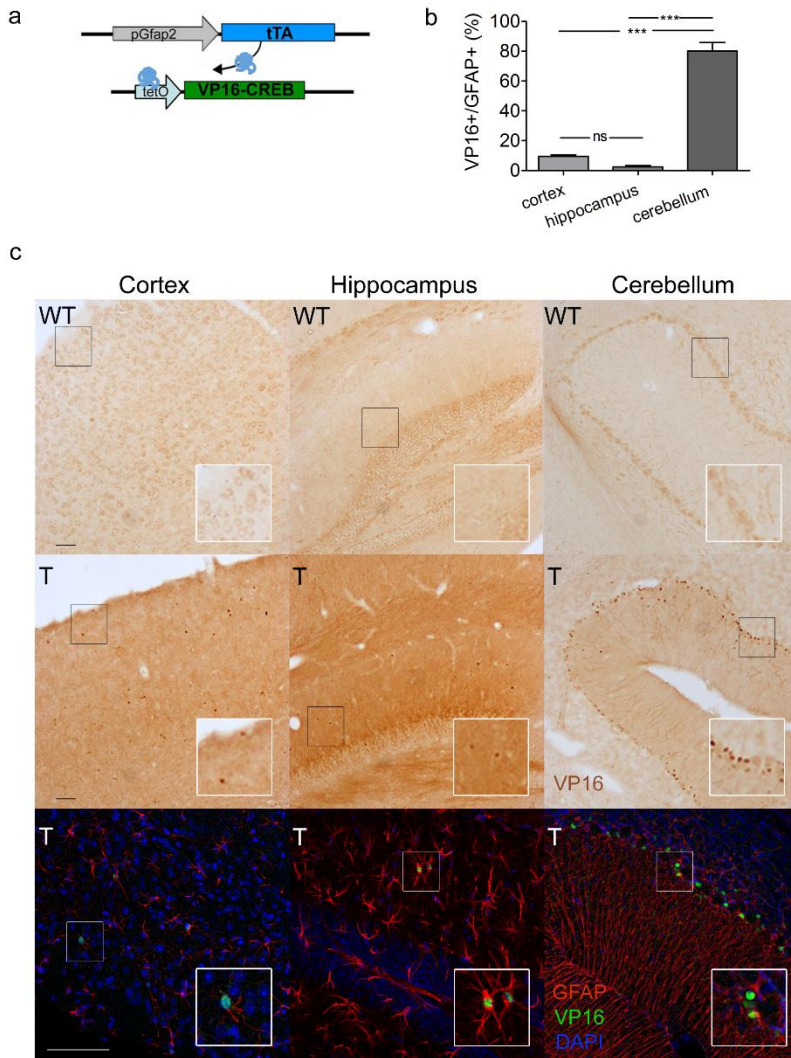 a
pGfap2
tTA
tetO
VP16-CREB
b
VP16+/GFAP+ (%)
100
80
60
40
20
0
***
***
ns
cortex
hippocampus
cerebellum
c
Cortex
Hippocampus
Cerebellum
WT
WT
WT
T
T
T
VP16
T
T
T
GFAP
VP16
DAPI